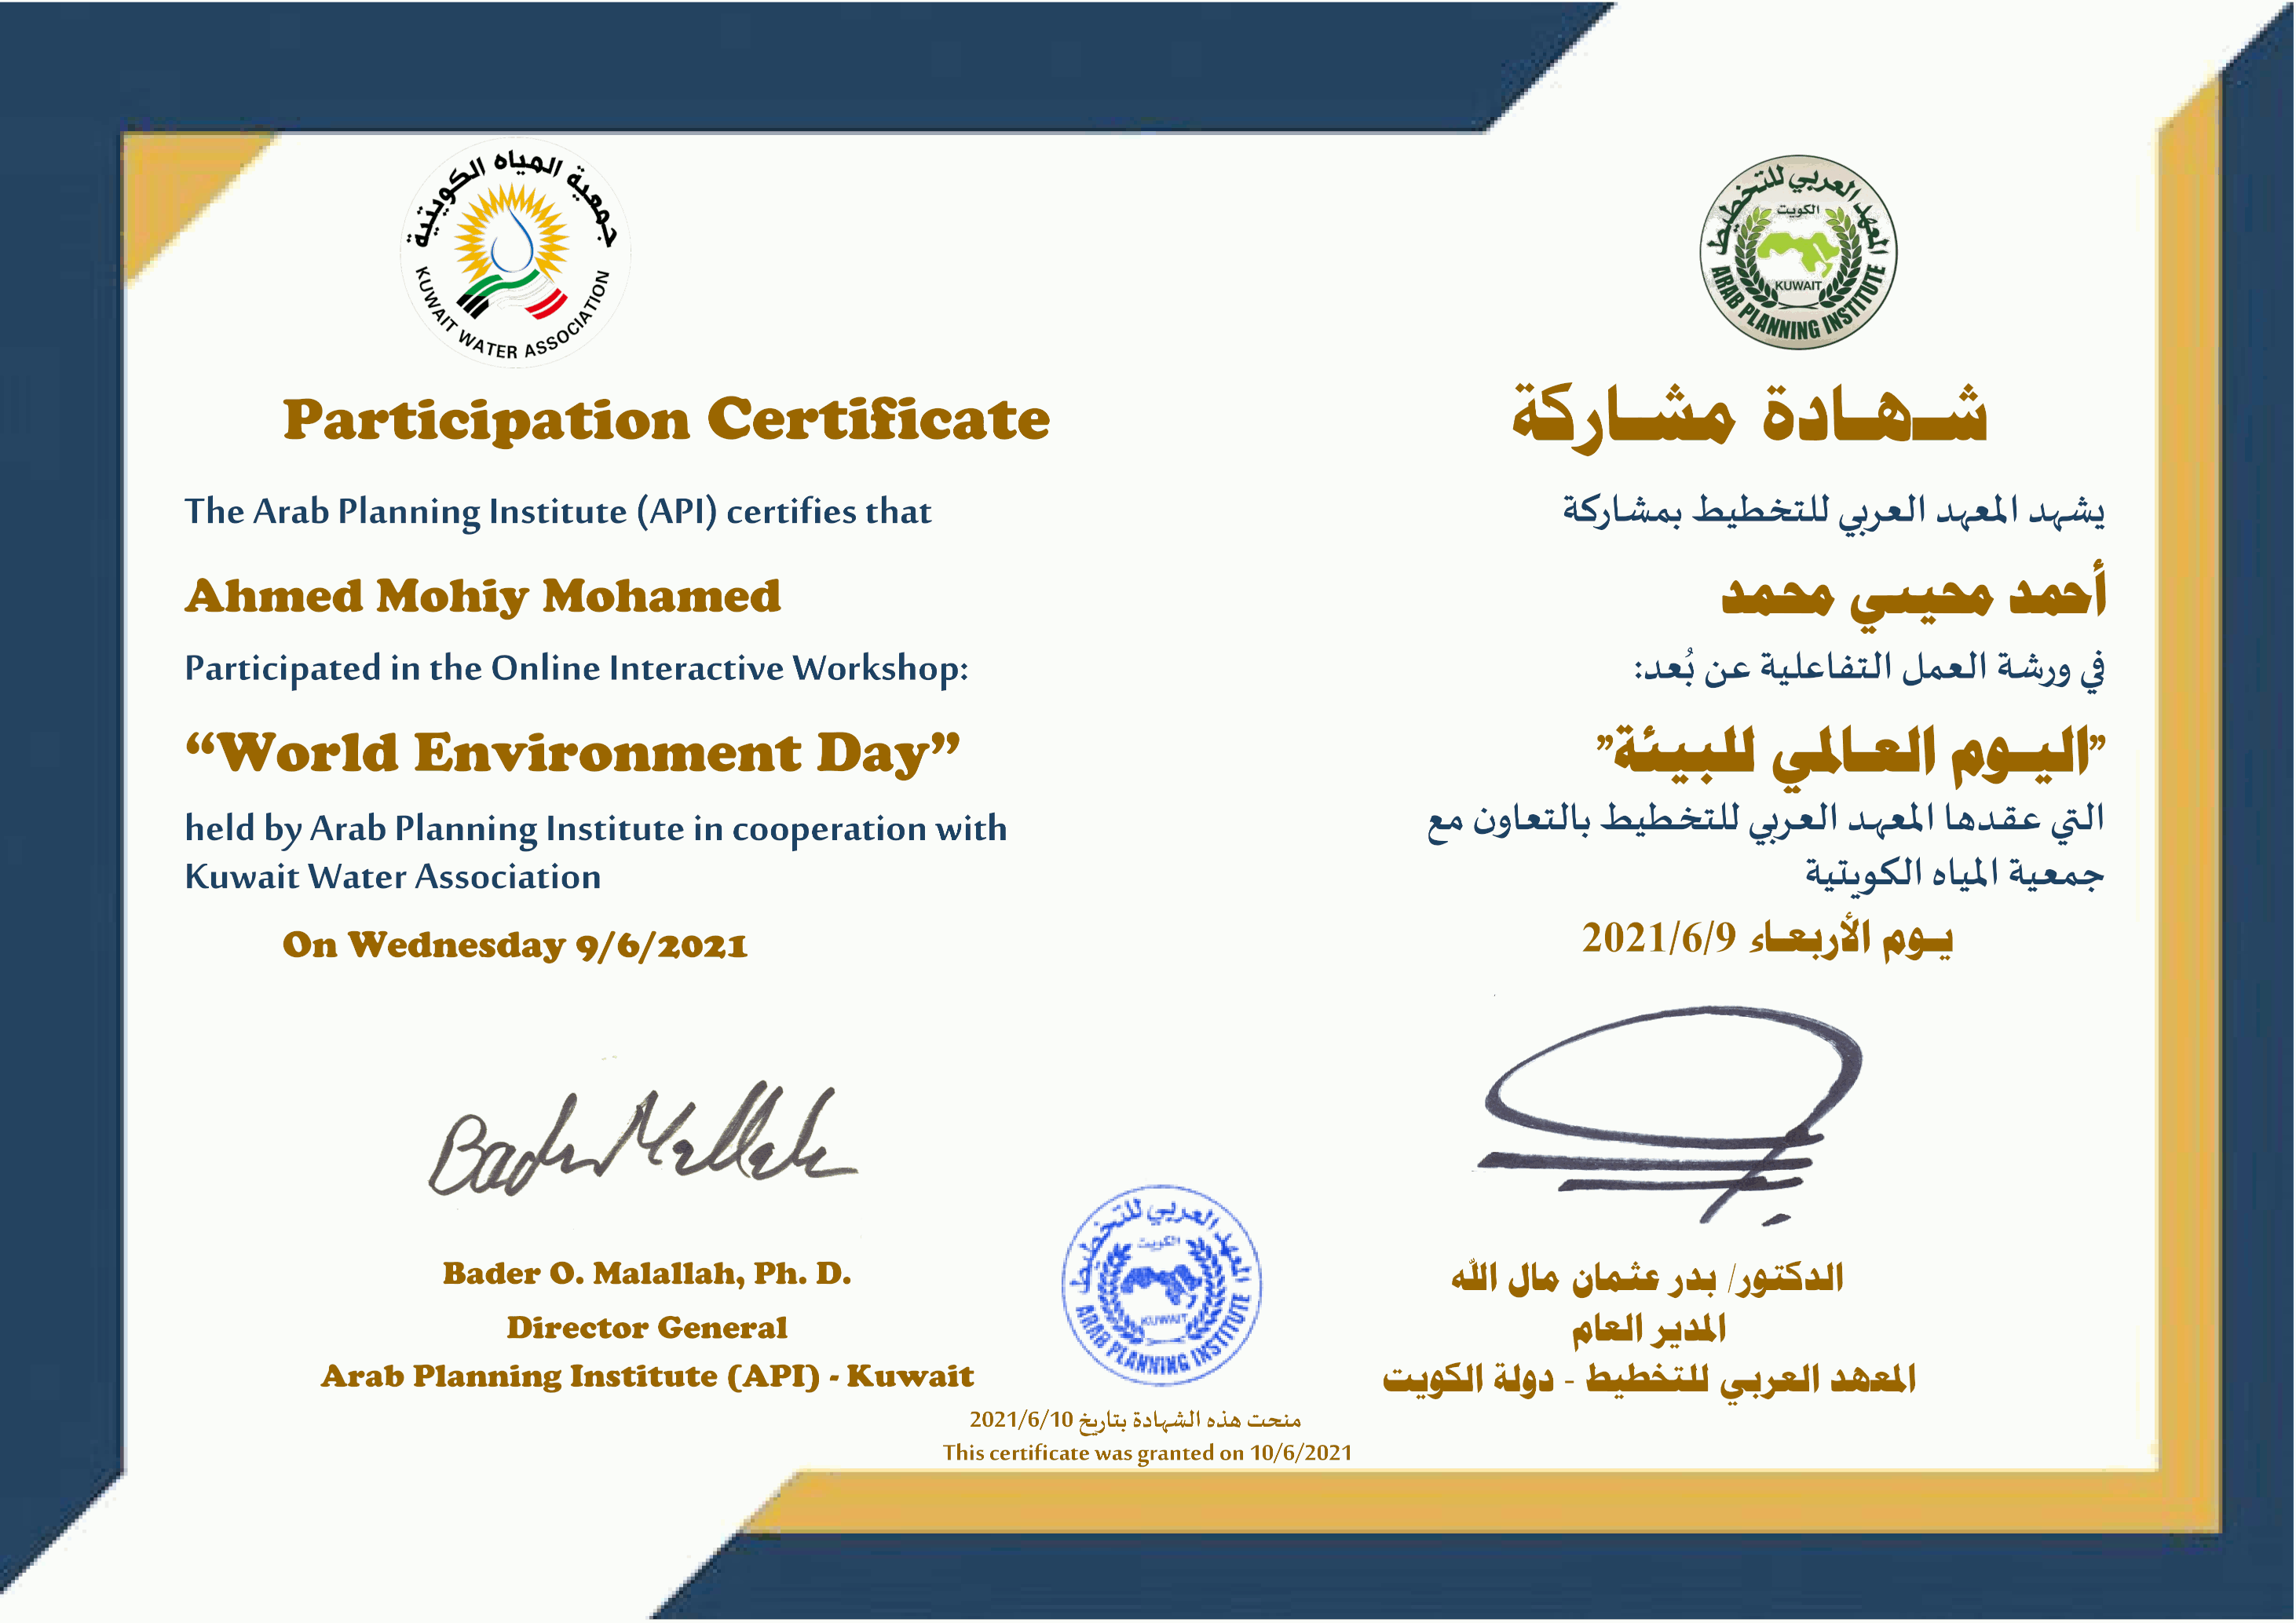 جمعية المياه الكويتية
KUWAIT WATER ASSOCIATION
المعهد العربي للتخطيط
الكويت
KUWAIT
ARAB PLANNING INSTITUTE
Participation Certificate
The Arab Planning Institute (API) certifies that
Ahmed Mohiy Mohamed
Participated in the Online Interactive Workshop:
“World Environment Day”
held by Arab Planning Institute in cooperation with
Kuwait Water Association
On Wednesday 9/6/2021
شهادة مشاركة
يشهد المعهد العربي للتخطيط بمشاركة
أحمد محيي محمد
في ورشة العمل التفاعلية عن بُعد:
”اليوم العالمي للبيئة”
التي عقدها المعهد العربي للتخطيط بالتعاون مع
جمعية المياه الكويتية
يوم الأربعاء 2021/6/9
Bader Malallah
Bader O. Malallah, Ph. D.
Director General
Arab Planning Institute (API) - Kuwait
المعهد العربي للتخطيط
الكويت
KUWAIT
ARAB PLANNING INSTITUTE
الدكتور/ بدر عثمان مال الله
المدير العام
المعهد العربي للتخطيط - دولة الكويت
منحت هذه الشهادة بتاريخ 2021/6/10
This certificate was granted on 10/6/2021